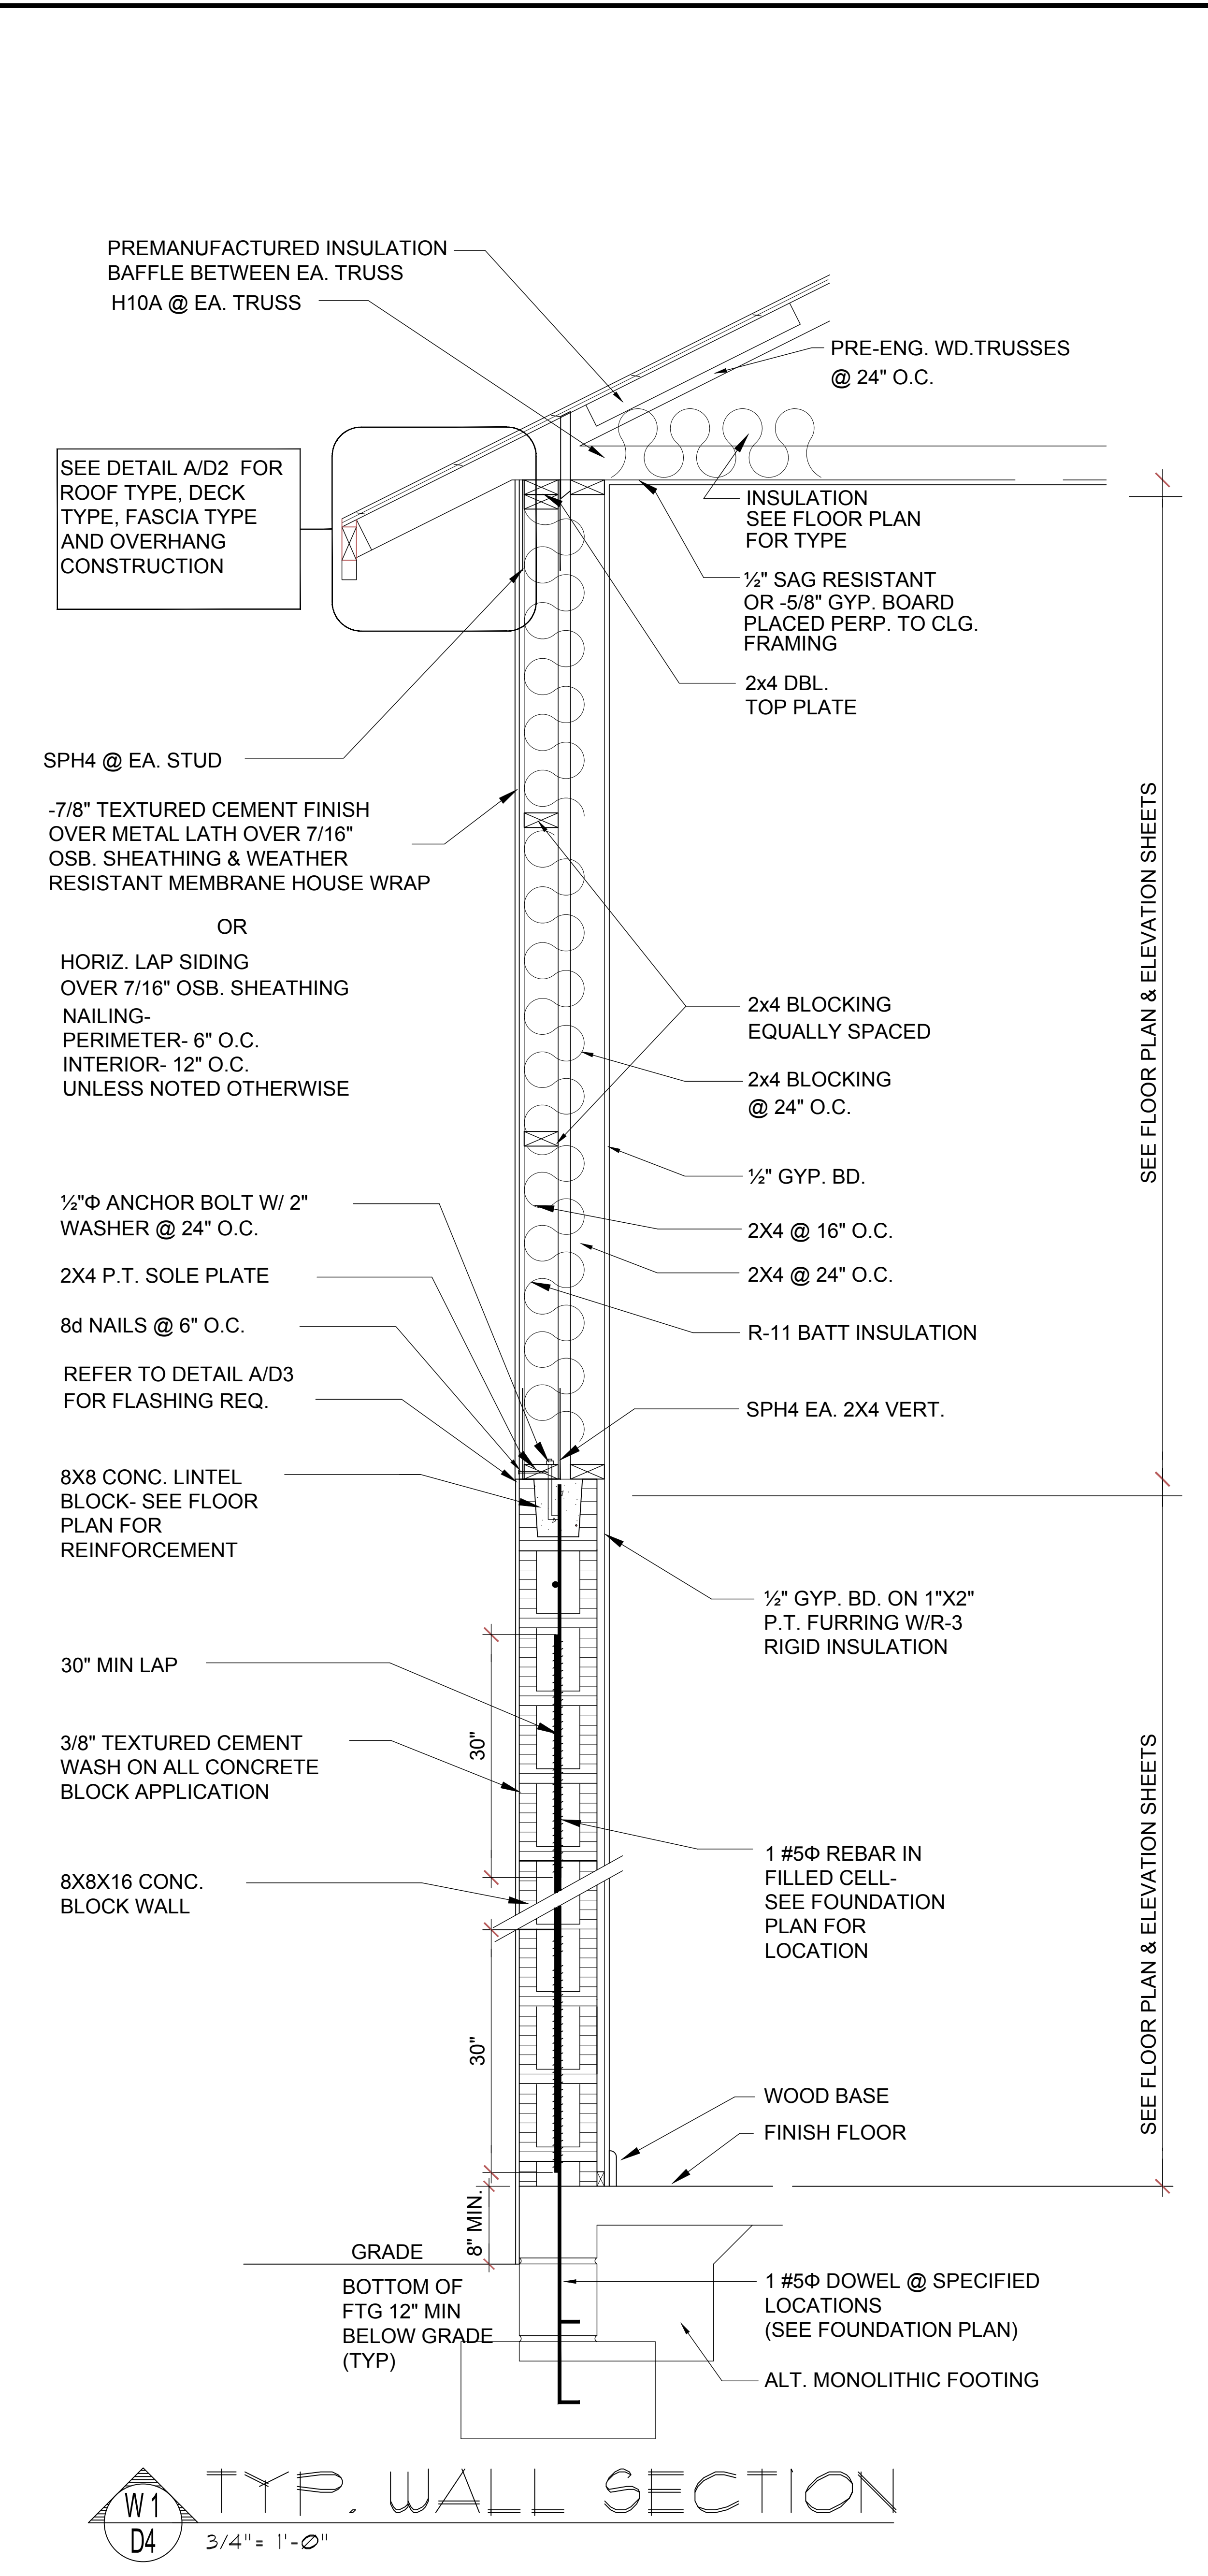 PREMANUFACTURED INSULATION
BAFFLE BETWEEN EA. TRUSS
H10A @ EA. TRUSS
PRE-ENG. WD.TRUSSES
@ 24" O.C.
SEE DETAIL A/D2 FOR
ROOF TYPE, DECK
TYPE, FASCIA TYPE
AND OVERHANG
CONSTRUCTION
INSULATION
SEE FLOOR PLAN
FOR TYPE
½" SAG RESISTANT
OR -5/8" GYP. BOARD
PLACED PERP. TO CLG.
FRAMING
2x4 DBL.
TOP PLATE
SPH4 @ EA. STUD
-7/8" TEXTURED CEMENT FINISH
OVER METAL LATH OVER 7/16"
OSB. SHEATHING & WEATHER
RESISTANT MEMBRANE HOUSE WRAP
OR
HORIZ. LAP SIDING
OVER 7/16" OSB. SHEATHING
NAILING-
PERIMETER- 6" O.C.
INTERIOR- 12" O.C.
UNLESS NOTED OTHERWISE
SEE FLOOR PLAN & ELEVATION SHEETS
2x4 BLOCKING
EQUALLY SPACED
2x4 BLOCKING
@ 24" O.C.
½" GYP. BD.
2X4 @ 16" O.C.
2X4 @ 24" O.C.
R-11 BATT INSULATION
½"Φ ANCHOR BOLT W/ 2"
WASHER @ 24" O.C.
2X4 P.T. SOLE PLATE
8d NAILS @ 6" O.C.
REFER TO DETAIL A/D3
FOR FLASHING REQ.
SPH4 EA. 2X4 VERT.
8X8 CONC. LINTEL
BLOCK- SEE FLOOR
PLAN FOR
REINFORCEMENT
½" GYP. BD. ON 1"X2"
P.T. FURRING W/R-3
RIGID INSULATION
30" MIN LAP
30"
3/8" TEXTURED CEMENT
WASH ON ALL CONCRETE
BLOCK APPLICATION
8X8X16 CONC.
BLOCK WALL
1 #5Φ REBAR IN
FILLED CELL-
SEE FOUNDATION
PLAN FOR
LOCATION
SEE FLOOR PLAN & ELEVATION SHEETS
30"
WOOD BASE
FINISH FLOOR
8" MIN.
GRADE
BOTTOM OF
FTG 12" MIN
BELOW GRADE
(TYP)
1 #5Φ DOWEL @ SPECIFIED
LOCATIONS
(SEE FOUNDATION PLAN)
ALT. MONOLITHIC FOOTING
W 1
D4
TYP. WALL SECTION
3/4"= 1'-0"